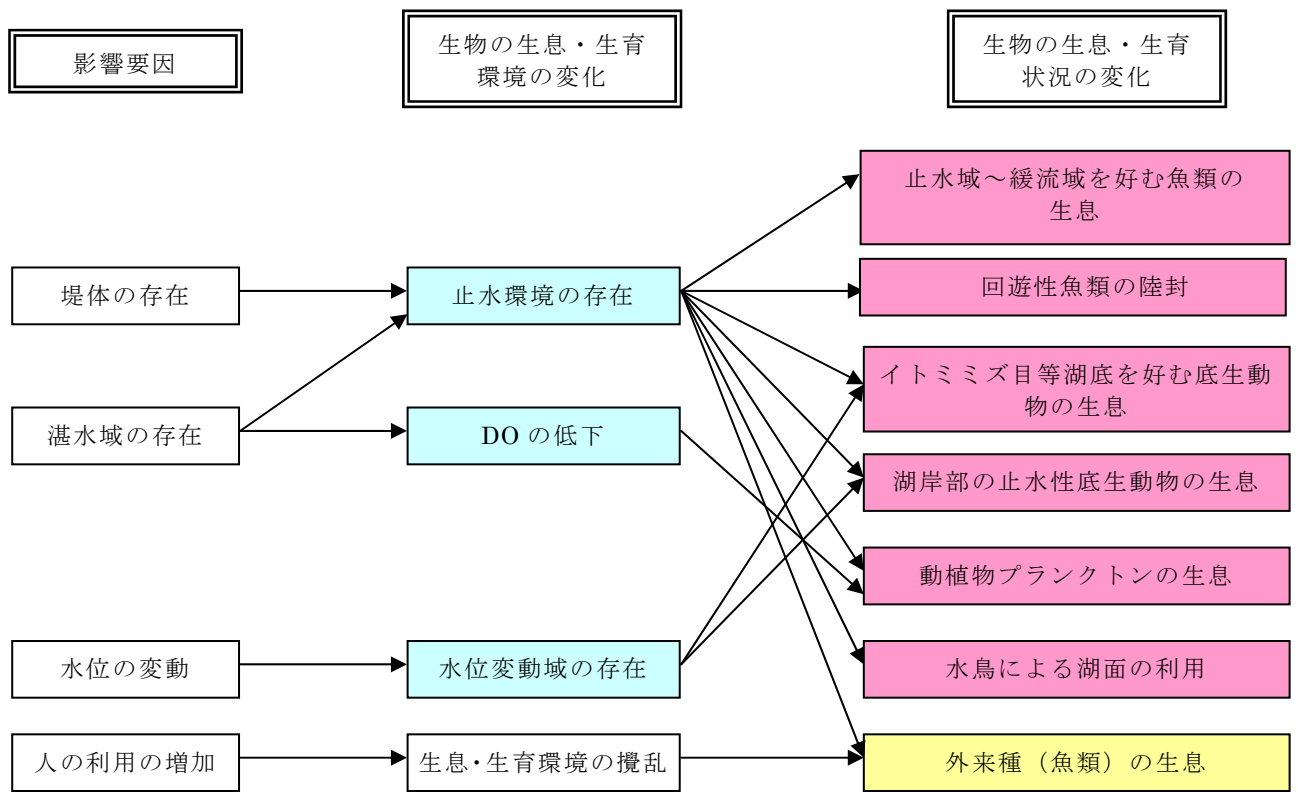 影響要因
生物の生息・生育
環境の変化
生物の生息・生育
状況の変化
止水域～緩流域を好む魚類の
生息
堤体の存在
止水環境の存在
回遊性魚類の陸封
イトミミズ目等湖底を好む底生動
物の生息
湛水域の存在
DO の低下
湖岸部の止水性底生動物の生息
動植物プランクトンの生息
水位の変動
水位変動域の存在
水鳥による湖面の利用
人の利用の増加
生息・生育環境の攪乱
外来種（魚類）の生息